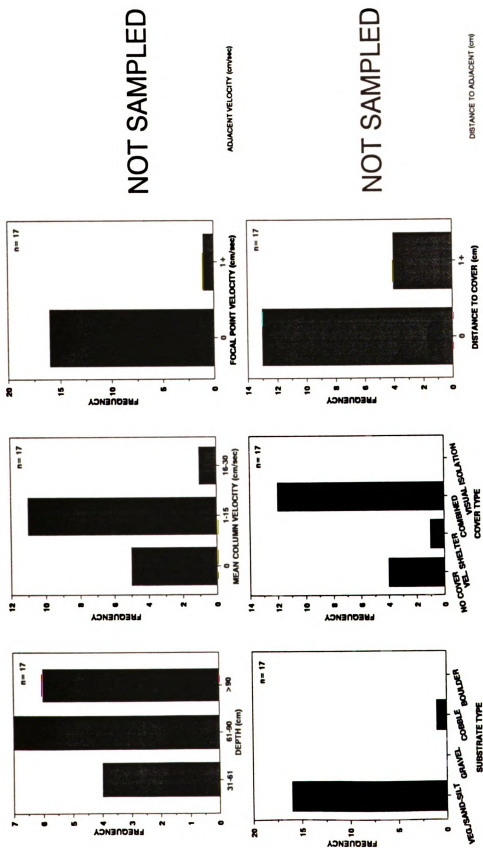 n= 17
FREQUENCY
7
6
5
4
3
2
1
0
31-61
61-90
>90
DEPTH (cm)
n= 17
FREQUENCY
12
10
8
6
4
2
0
0
1-15
16-30
MEAN COLUMN VELOCITY (cm/sec)
n= 17
FREQUENCY
20
15
10
5
0
0
1+
FOCAL POINT VELOCITY (cm/sec)
NOT SAMPLED
ADJACENT VELOCITY (cm/sec)
n= 17
FREQUENCY
20
15
10
5
0
VEG./SAND-SILT
GRAVEL
COBBLE
BOULDER
SUBSTRATE TYPE
n= 17
FREQUENCY
14
12
10
8
6
4
2
0
NO COVER
VEL. SHELTER
COMBINED
VISUAL ISOLATION
COVER TYPE
n= 17
FREQUENCY
14
12
10
8
6
4
2
0
0
1+
DISTANCE TO COVER (cm)
NOT SAMPLED
DISTANCE TO ADJACENT (cm)